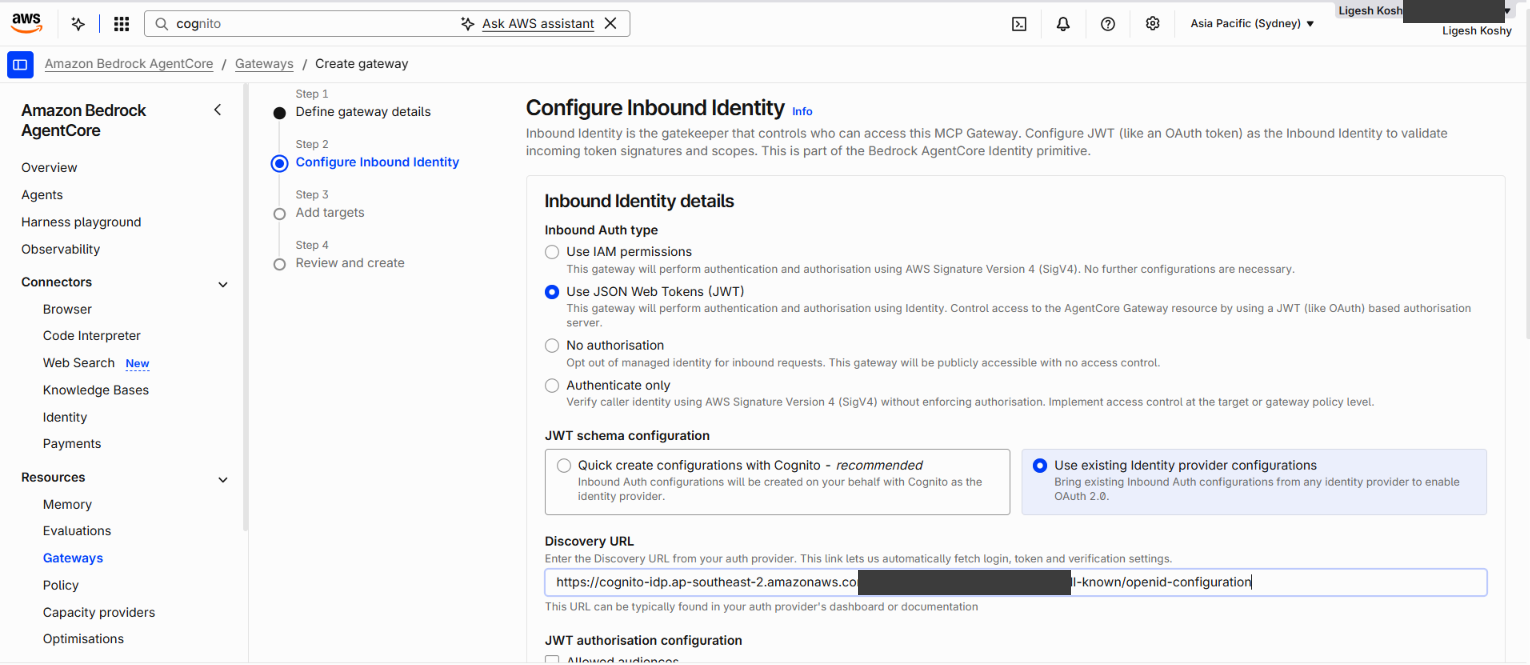 aws
cognito
Ask AWS assistant
Asia Pacific (Sydney)
Ligesh Kosh
Ligesh Koshy
Amazon Bedrock AgentCore / Gateways / Create gateway
Amazon Bedrock
AgentCore
Overview
Agents
Harness playground
Observability
Connectors
Browser
Code Interpreter
Web Search New
Knowledge Bases
Identity
Payments
Resources
Memory
Evaluations
Gateways
Policy
Capacity providers
Optimisations
Step 1
Define gateway details
Step 2
Configure Inbound Identity
Step 3
Add targets
Step 4
Review and create
Configure Inbound Identity Info
Inbound Identity is the gatekeeper that controls who can access this MCP Gateway. Configure JWT (like an OAuth token) as the Inbound Identity to validate
incoming token signatures and scopes. This is part of the Bedrock AgentCore Identity primitive.
Inbound Identity details
Inbound Auth type
Use IAM permissions
This gateway will perform authentication and authorisation using AWS Signature Version 4 (SigV4). No further configurations are necessary.
Use JSON Web Tokens (JWT)
This gateway will perform authentication and authorisation using Identity. Control access to the AgentCore Gateway resource by using a JWT (like OAuth) based authorisation
server.
No authorisation
Opt out of managed identity for inbound requests. This gateway will be publicly accessible with no access control.
Authenticate only
Verify caller identity using AWS Signature Version 4 (SigV4) without enforcing authorisation. Implement access control at the target or gateway policy level.
JWT schema configuration
Quick create configurations with Cognito - recommended
Inbound Auth configurations will be created on your behalf with Cognito as the
identity provider.
Use existing Identity provider configurations
Bring existing Inbound Auth configurations from any identity provider to enable
OAuth 2.0.
Discovery URL
Enter the Discovery URL from your auth provider. This link lets us automatically fetch login, token and verification settings.
https://cognito-idp.ap-southeast-2.amazonaws.co ll-known/openid-configuration
This URL can be typically found in your auth provider's dashboard or documentation
JWT authorisation configuration
Allowed audiences